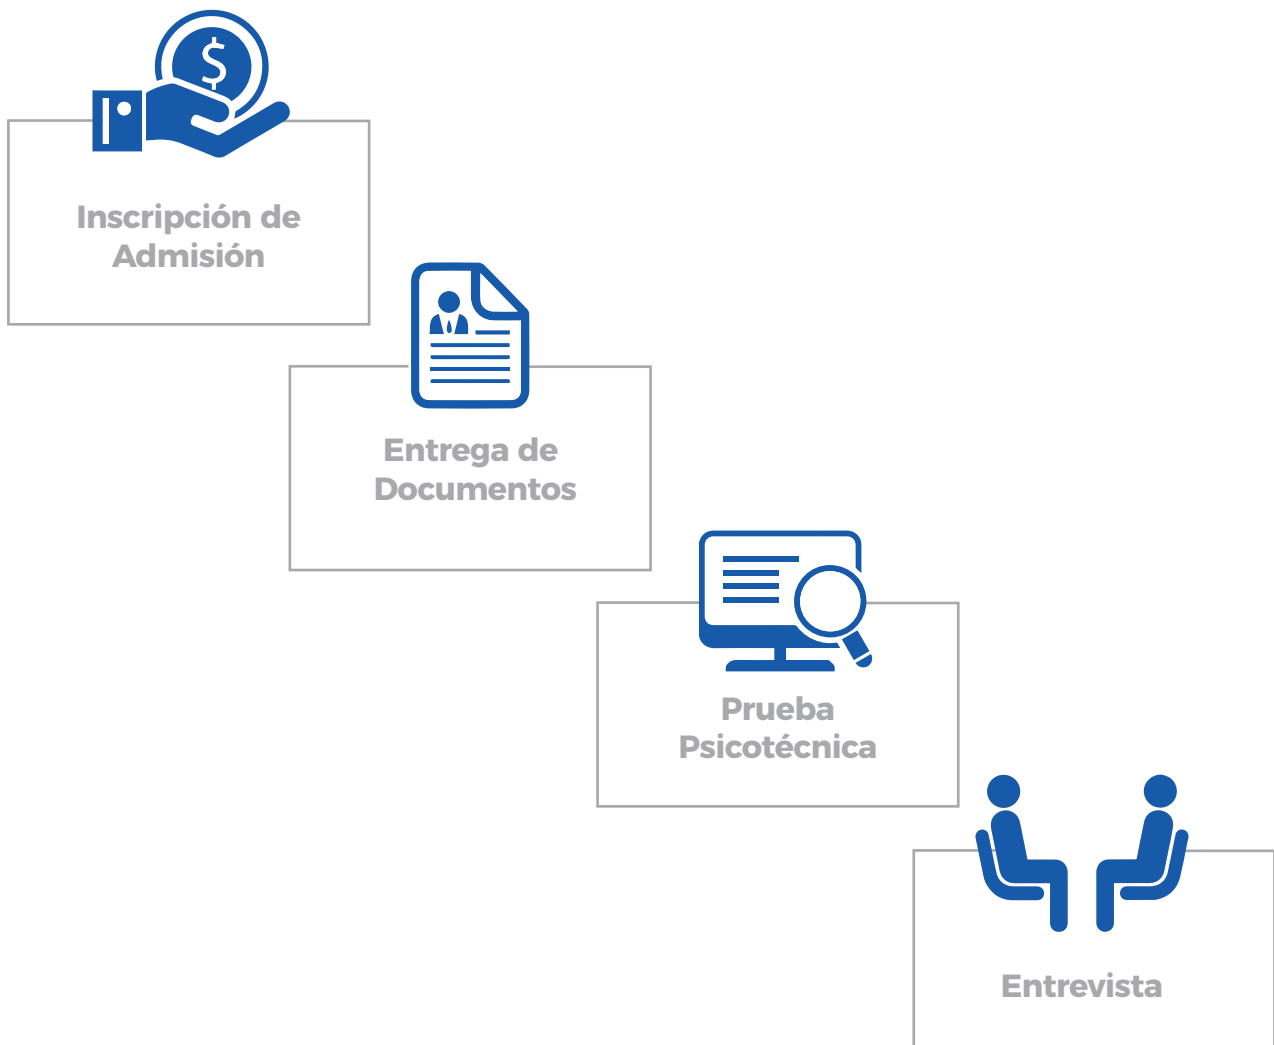 $
Inscripción de
Admisión
Entrega de
Documentos
Prueba
Psicotécnica
Entrevista